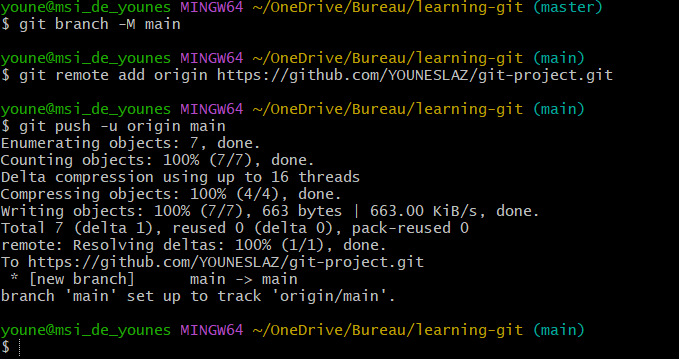 youne@msi_de_younes MINGW64 ~/OneDrive/Bureau/learning-git (master)
$ git branch -M main
youne@msi_de_younes MINGW64 ~/OneDrive/Bureau/learning-git (main)
$ git remote add origin https://github.com/YOUNESLAZ/git-project.git
youne@msi_de_younes MINGW64 ~/OneDrive/Bureau/learning-git (main)
$ git push -u origin main
Enumerating objects: 7, done.
Counting objects: 100% (7/7), done.
Delta compression using up to 16 threads
Compressing objects: 100% (4/4), done.
Writing objects: 100% (7/7), 663 bytes | 663.00 KiB/s, done.
Total 7 (delta 1), reused 0 (delta 0), pack-reused 0
remote: Resolving deltas: 100% (1/1), done.
To https://github.com/YOUNESLAZ/git-project.git
 * [new branch]      main -> main
branch 'main' set up to track 'origin/main'.
youne@msi_de_younes MINGW64 ~/OneDrive/Bureau/learning-git (main)
$